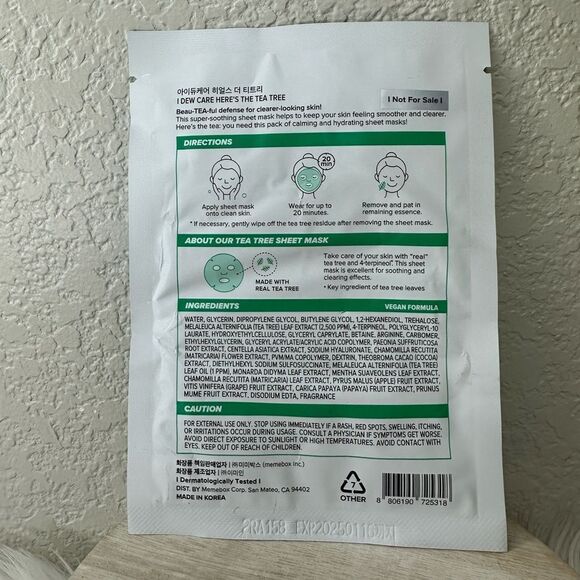 아이듀케어 히얼스 더 티트리
I DEW CARE HERE'S THE TEA TREE
I Not For Sale I
Beau-TEA-ful defense for clearer-looking skin!
This super-soothing sheet mask helps to keep your skin feeling smoother and clearer.
Here's the tea: you need this pack of calming and hydrating sheet masks!
DIRECTIONS
20 min
Apply sheet mask
onto clean skin.
Wear for up to
20 minutes.
Remove and pat in
remaining essence.
* If necessary, gently wipe off the tea tree residue after removing the sheet mask.
ABOUT OUR TEA TREE SHEET MASK
MADE WITH
REAL TEA TREE
Take care of your skin with "real"
tea tree and 4-terpineol. This sheet
mask is excellent for soothing and
clearing effects.
• Key ingredient of tea tree leaves
INGREDIENTS VEGAN FORMULA
WATER, GLYCERIN, DIPROPYLENE GLYCOL, BUTYLENE GLYCOL, 1,2-HEXANEDIOL, TREHALOSE,
MELALEUCA ALTERNIFOLIA (TEA TREE) LEAF EXTRACT (2,500 PPM), 4-TERPINEOL, POLYGLYCERYL-10
LAURATE, HYDROXYETHYLCELLULOSE, GLYCERYL CAPRYLATE, BETAINE, ARGININE, CARBOMER,
ETHYLHEXYLGLYCERIN, GLYCERYL ACRYLATE/ACRYLIC ACID COPOLYMER, PAEONIA SUFFRUTICOSA
ROOT EXTRACT, CENTELLA ASIATICA EXTRACT, SODIUM HYALURONATE, CHAMOMILLA RECUTITA
(MATRICARIA) FLOWER EXTRACT, PVM/MA COPOLYMER, DEXTRIN, THEOBROMA CACAO (COCOA)
EXTRACT, DIETHYLHEXYL SODIUM SULFOSUCCINATE, MELALEUCA ALTERNIFOLIA (TEA TREE)
LEAF OIL (1 PPM), MONARDA DIDYMA LEAF EXTRACT, MENTHA SUAVEOLENS LEAF EXTRACT,
CHAMOMILLA RECUTITA (MATRICARIA) LEAF EXTRACT, PYRUS MALUS (APPLE) FRUIT EXTRACT,
VITIS VINIFERA (GRAPE) FRUIT EXTRACT, CARICA PAPAYA (PAPAYA) FRUIT EXTRACT, PRUNUS
MUME FRUIT EXTRACT, DISODIUM EDTA, FRAGRANCE
CAUTION
FOR EXTERNAL USE ONLY. STOP USING IMMEDIATELY IF A RASH, RED SPOTS, SWELLING, ITCHING,
OR IRRITATIONS OCCUR DURING USAGE. CONSULT A PHYSICIAN IF SYMPTOMS GET WORSE.
AVOID DIRECT EXPOSURE TO SUNLIGHT OR HIGH TEMPERATURES. AVOID CONTACT WITH
EYES. KEEP OUT OF REACH OF CHILDREN.
화장품 책임판매업자 | ㈜미미박스 (memebox Inc.)
화장품 제조업자 | ㈜이미인
I Dermatologically Tested I
DIST. BY Memebox Corp. San Mateo, CA 94402
MADE IN KOREA
7
OTHER
8 806190 725318
2RA158 EXP20250116까지